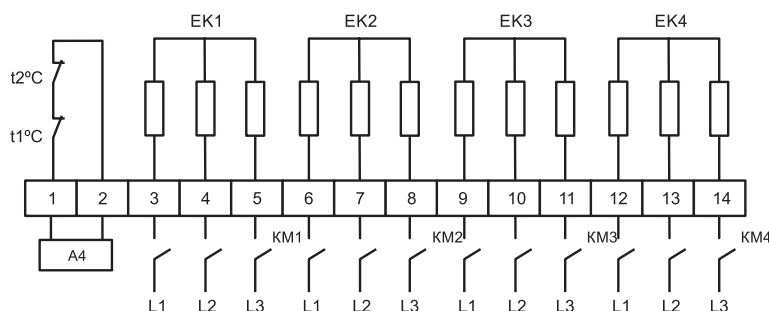 EK1 EK2 EK3 EK4
t2ºC
t1ºC
1 2 3 4 5 6 7 8 9 10 11 12 13 14
A4 KM1 KM2 KM3 KM4
L1 L2 L3 L1 L2 L3 L1 L2 L3 L1 L2 L3